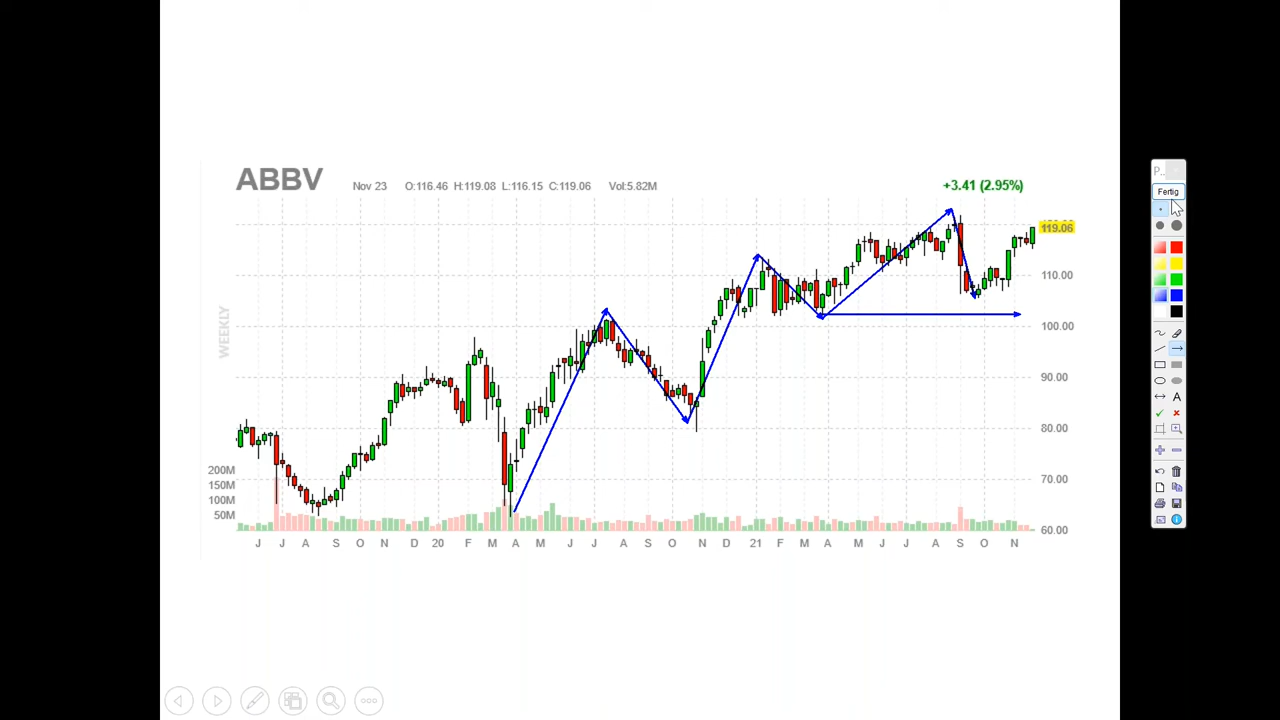 ABBV Nov 23 O:116.46 H:119.08 L:116.15 C:119.06 Vol:5.82M +3.41 (2.95%)
P..
Fertig
119.06
110.00
100.00
90.00
80.00
70.00
60.00
WEEKLY
200M
150M
100M
50M
J J A S O N D 20 F M A M J J A S O N D 21 F M A M J J A S O N
A